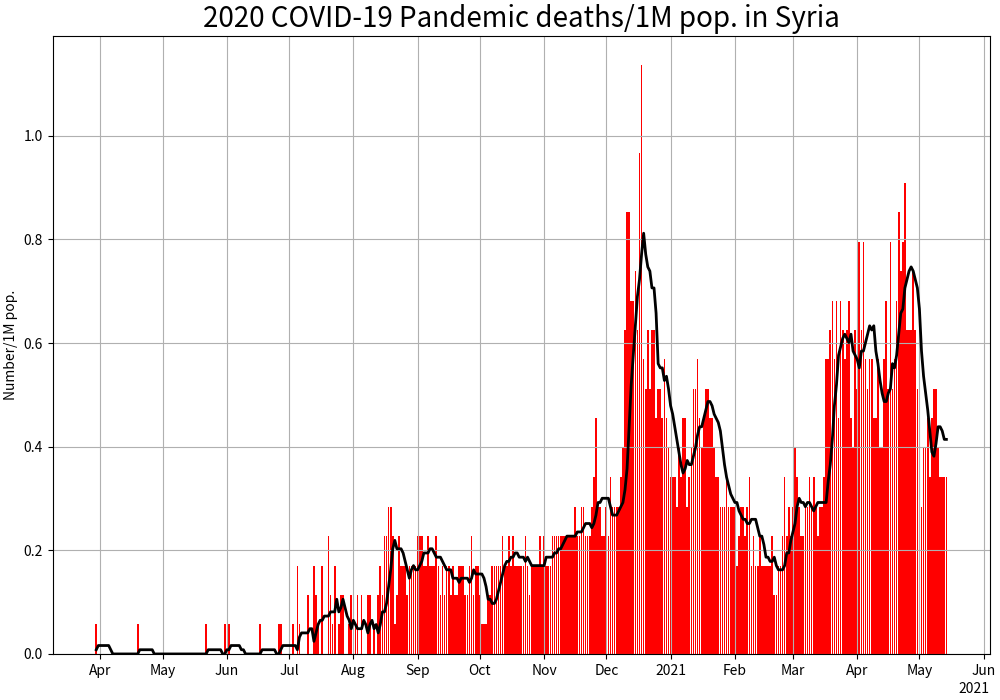 2020 COVID-19 Pandemic deaths/1M pop. in Syria
Number/1M pop.
1.0
0.8
0.6
0.4
0.2
0.0
Apr May Jun Jul Aug Sep Oct Nov Dec 2021 Feb Mar Apr May Jun
2021